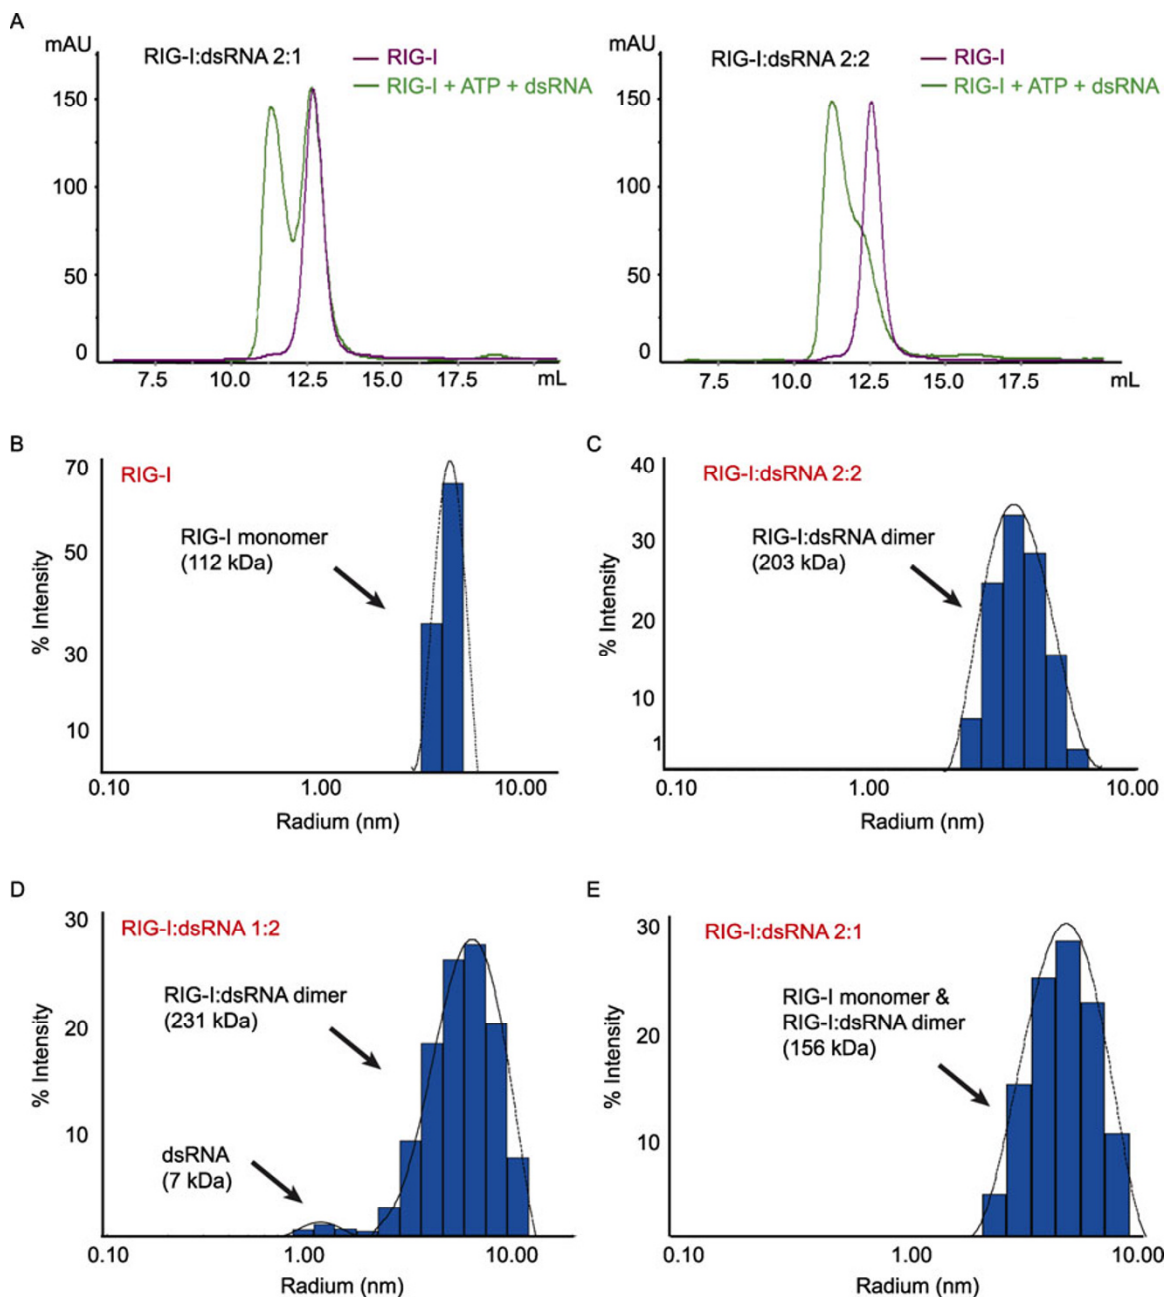 A
mAU
RIG-I:dsRNA 2:1
RIG-I
RIG-I + ATP + dsRNA
150
100
50
0
7.5 10.0 12.5 15.0 17.5 mL
mAU
RIG-I:dsRNA 2:2
RIG-I
RIG-I + ATP + dsRNA
150
100
50
0
7.5 10.0 12.5 15.0 17.5 mL
B
RIG-I
RIG-I monomer
(112 kDa)
% Intensity
70
50
30
10
0.10 1.00 10.00
Radium (nm)
C
RIG-I:dsRNA 2:2
RIG-I:dsRNA dimer
(203 kDa)
% Intensity
40
30
20
10
1
0.10 1.00 10.00
Radium (nm)
D
RIG-I:dsRNA 1:2
RIG-I:dsRNA dimer
(231 kDa)
dsRNA
(7 kDa)
% Intensity
30
20
10
0.10 1.00 10.00
Radium (nm)
E
RIG-I:dsRNA 2:1
RIG-I monomer &
RIG-I:dsRNA dimer
(156 kDa)
% Intensity
30
20
10
0.10 1.00 10.00
Radium (nm)